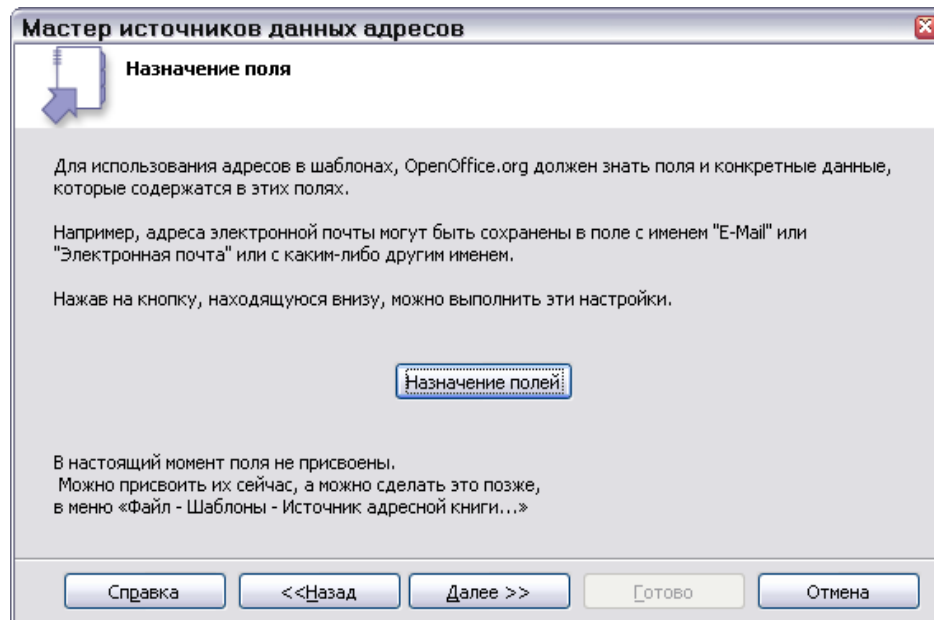 Мастер источников данных адресов
Назначение поля
Для использования адресов в шаблонах, OpenOffice.org должен знать поля и конкретные данные,
которые содержатся в этих полях.
Например, адреса электронной почты могут быть сохранены в поле с именем "E-Mail" или
"Электронная почта" или с каким-либо другим именем.
Нажав на кнопку, находящуюся внизу, можно выполнить эти настройки.
Назначение полей
В настоящий момент поля не присвоены.
Можно присвоить их сейчас, а можно сделать это позже,
в меню «Файл - Шаблоны - Источник адресной книги...»
Справка <<Назад Далее >> Готово Отмена